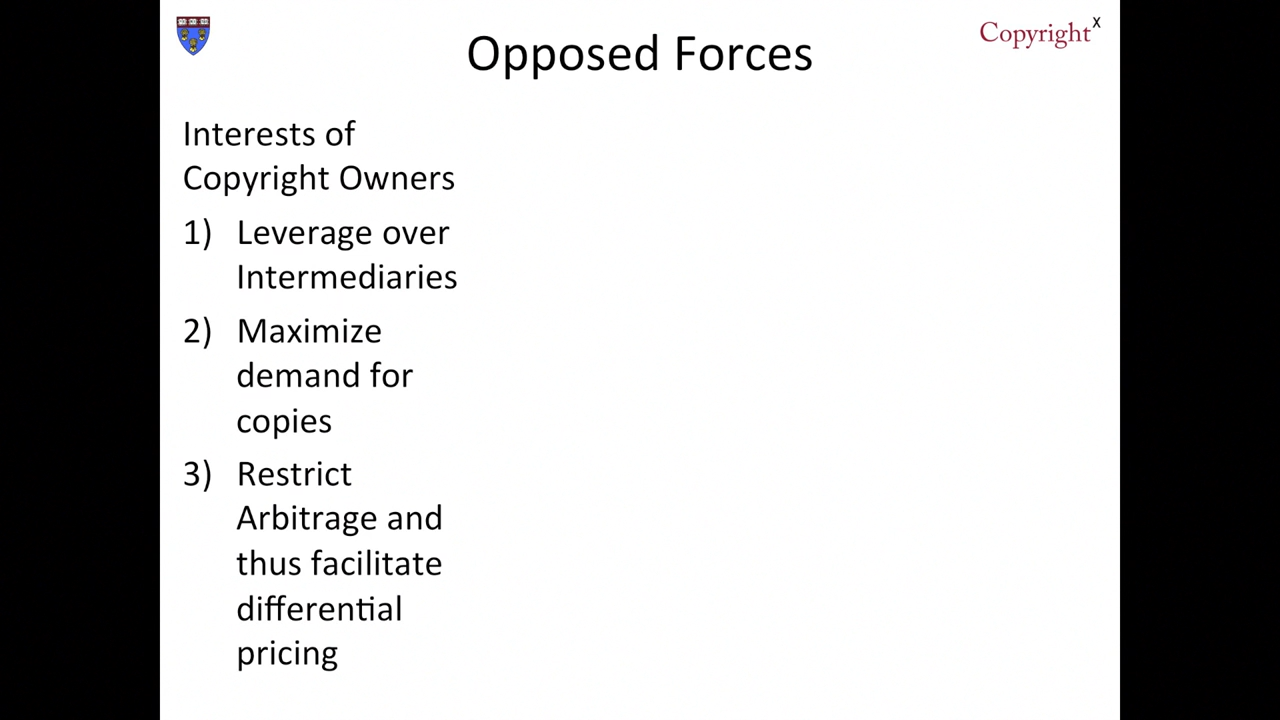 Copyright^X
Opposed Forces
Interests of
Copyright Owners
1) Leverage over
Intermediaries
2) Maximize
demand for
copies
3) Restrict
Arbitrage and
thus facilitate
differential
pricing